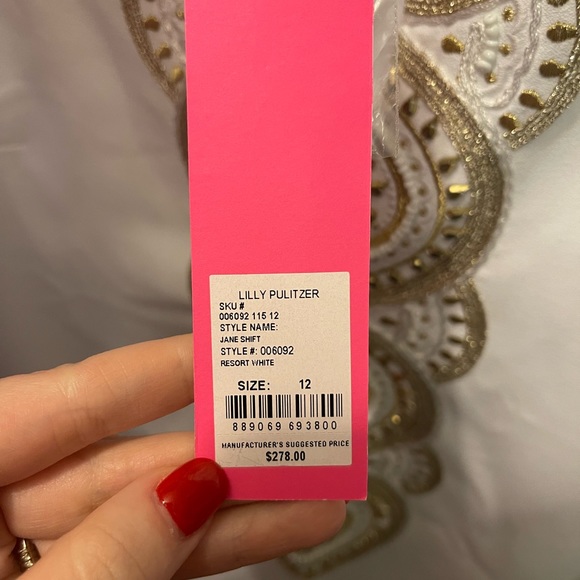 LILLY PULITZER
SKU #
006092 115 12
STYLE NAME:
JANE SHIFT
STYLE #: 006092
RESORT WHITE
SIZE: 12
889069 693800
MANUFACTURER'S SUGGESTED PRICE
$278.00